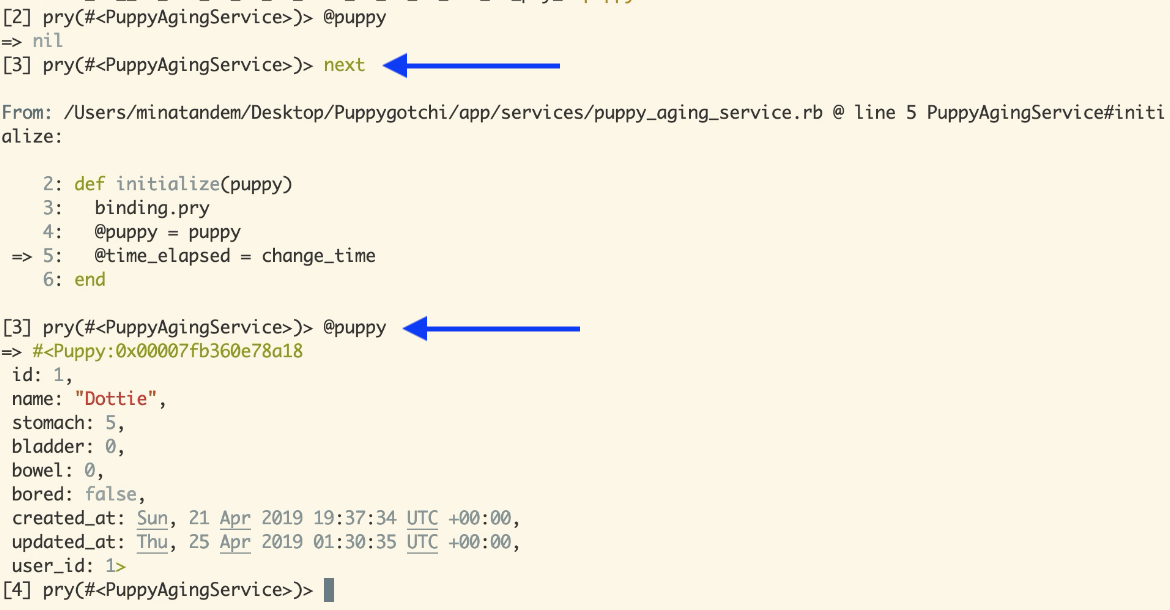 [2] pry(#<PuppyAgingService>)> @puppy
=> nil
[3] pry(#<PuppyAgingService>)> next
From: /Users/minatandem/Desktop/Puppygotchi/app/services/puppy_aging_service.rb @ line 5 PuppyAgingService#initi
alize:
2: def initialize(puppy)
3:   binding.pry
4:   @puppy = puppy
=> 5:   @time_elapsed = change_time
6: end
[3] pry(#<PuppyAgingService>)> @puppy
=> #<Puppy:0x00007fb360e78a18
id: 1,
name: "Dottie",
stomach: 5,
bladder: 0,
bowel: 0,
bored: false,
created_at: Sun, 21 Apr 2019 19:37:34 UTC +00:00,
updated_at: Thu, 25 Apr 2019 01:30:35 UTC +00:00,
user_id: 1>
[4] pry(#<PuppyAgingService>)>